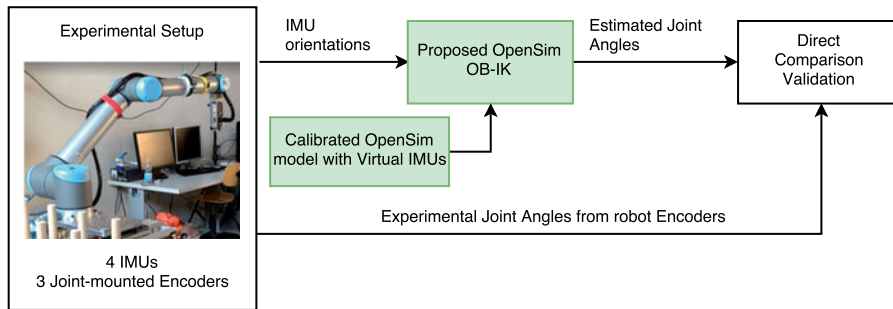 Experimental Setup
4 IMUs
3 Joint-mounted Encoders
IMU
orientations
Proposed OpenSim
OB-IK
Calibrated OpenSim
model with Virtual IMUs
Estimated Joint
Angles
Direct
Comparison
Validation
Experimental Joint Angles from robot Encoders